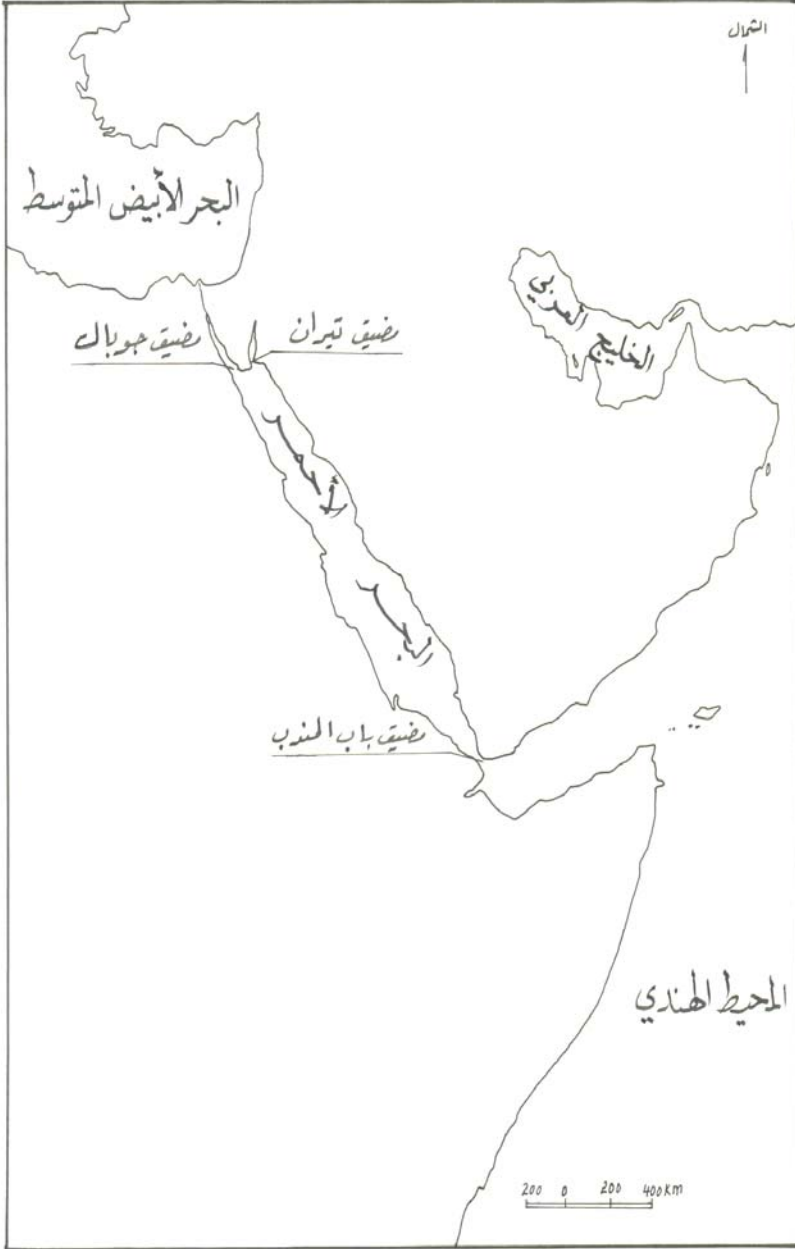 الشمال
البحر الأبيض المتوسط
الخليج العربي
مضيق تيران
مضيق جوبال
البحر
أحمر
مضيق باب المندب
المحيط الهندي
200 0 200 400 km